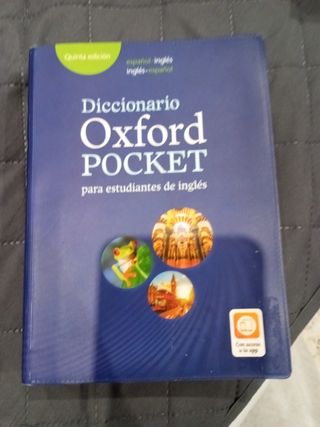 Quinta edición
español-inglés
inglés-español
Diccionario
Oxford
POCKET
para estudiantes de inglés
Con acceso
a la app